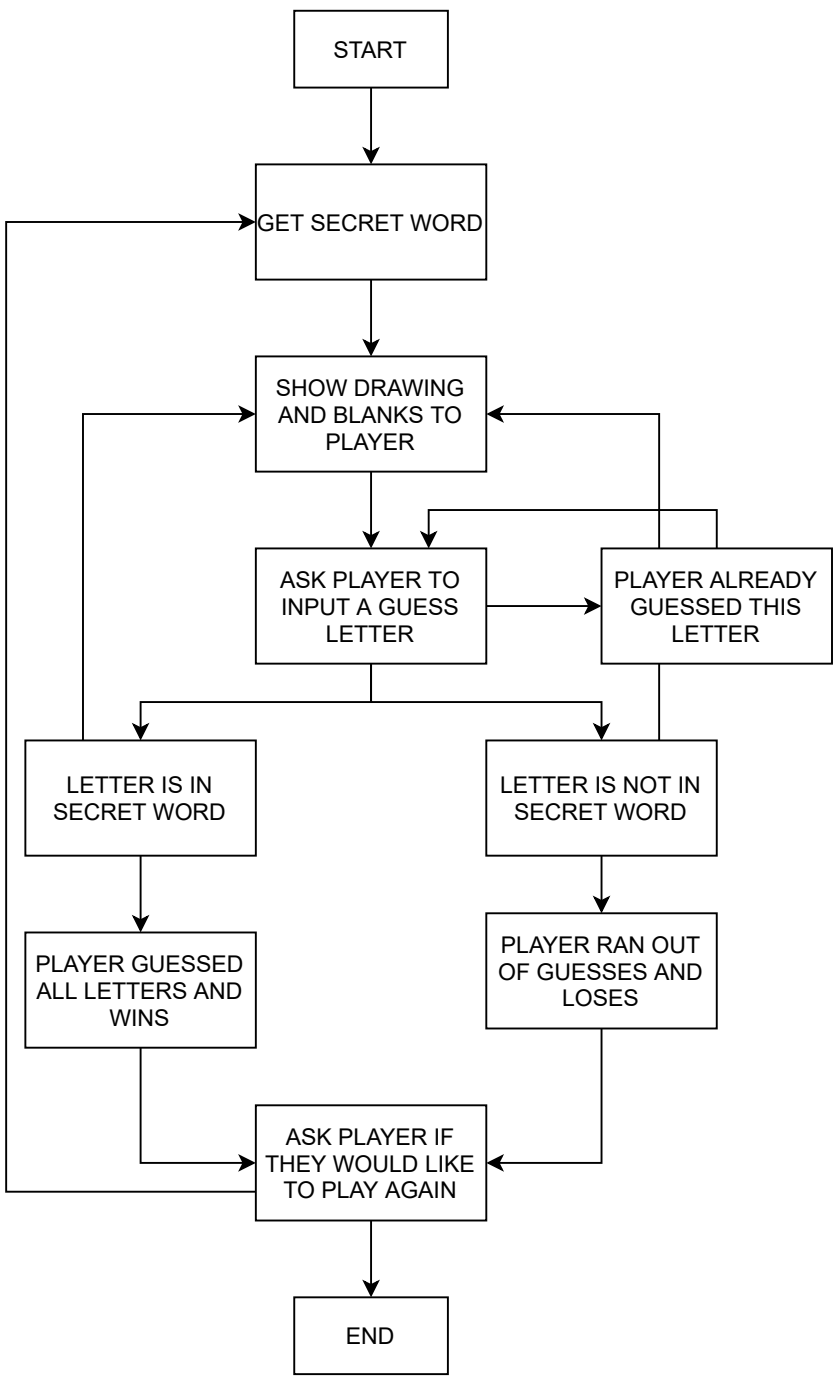 START
GET SECRET WORD
SHOW DRAWING
AND BLANKS TO
PLAYER
ASK PLAYER TO
INPUT A GUESS
LETTER
PLAYER ALREADY
GUESSED THIS
LETTER
LETTER IS IN
SECRET WORD
LETTER IS NOT IN
SECRET WORD
PLAYER GUESSED
ALL LETTERS AND
WINS
PLAYER RAN OUT
OF GUESSES AND
LOSES
ASK PLAYER IF
THEY WOULD LIKE
TO PLAY AGAIN
END